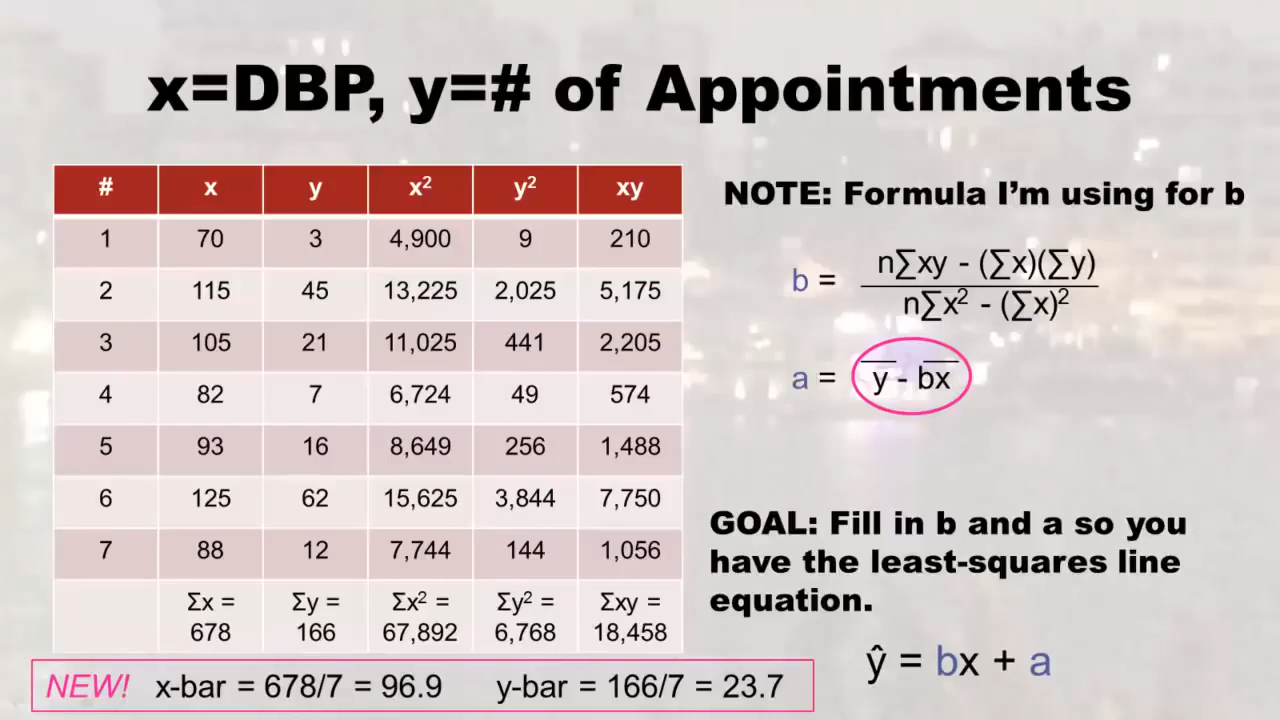 x=DBP, y=# of Appointments
# x y x² y² xy
1 70 3 4,900 9 210
2 115 45 13,225 2,025 5,175
3 105 21 11,025 441 2,205
4 82 7 6,724 49 574
5 93 16 8,649 256 1,488
6 125 62 15,625 3,844 7,750
7 88 12 7,744 144 1,056
Σx = Σy = Σx² = Σy² = Σxy =
678 166 67,892 6,768 18,458
NEW! x-bar = 678/7 = 96.9 y-bar = 166/7 = 23.7
NOTE: Formula I'm using for b
n∑xy - (∑x)(∑y)
b =
n∑x² - (∑x)²
a = y̅ - bx̅
GOAL: Fill in b and a so you
have the least-squares line
equation.
ŷ = bx + a